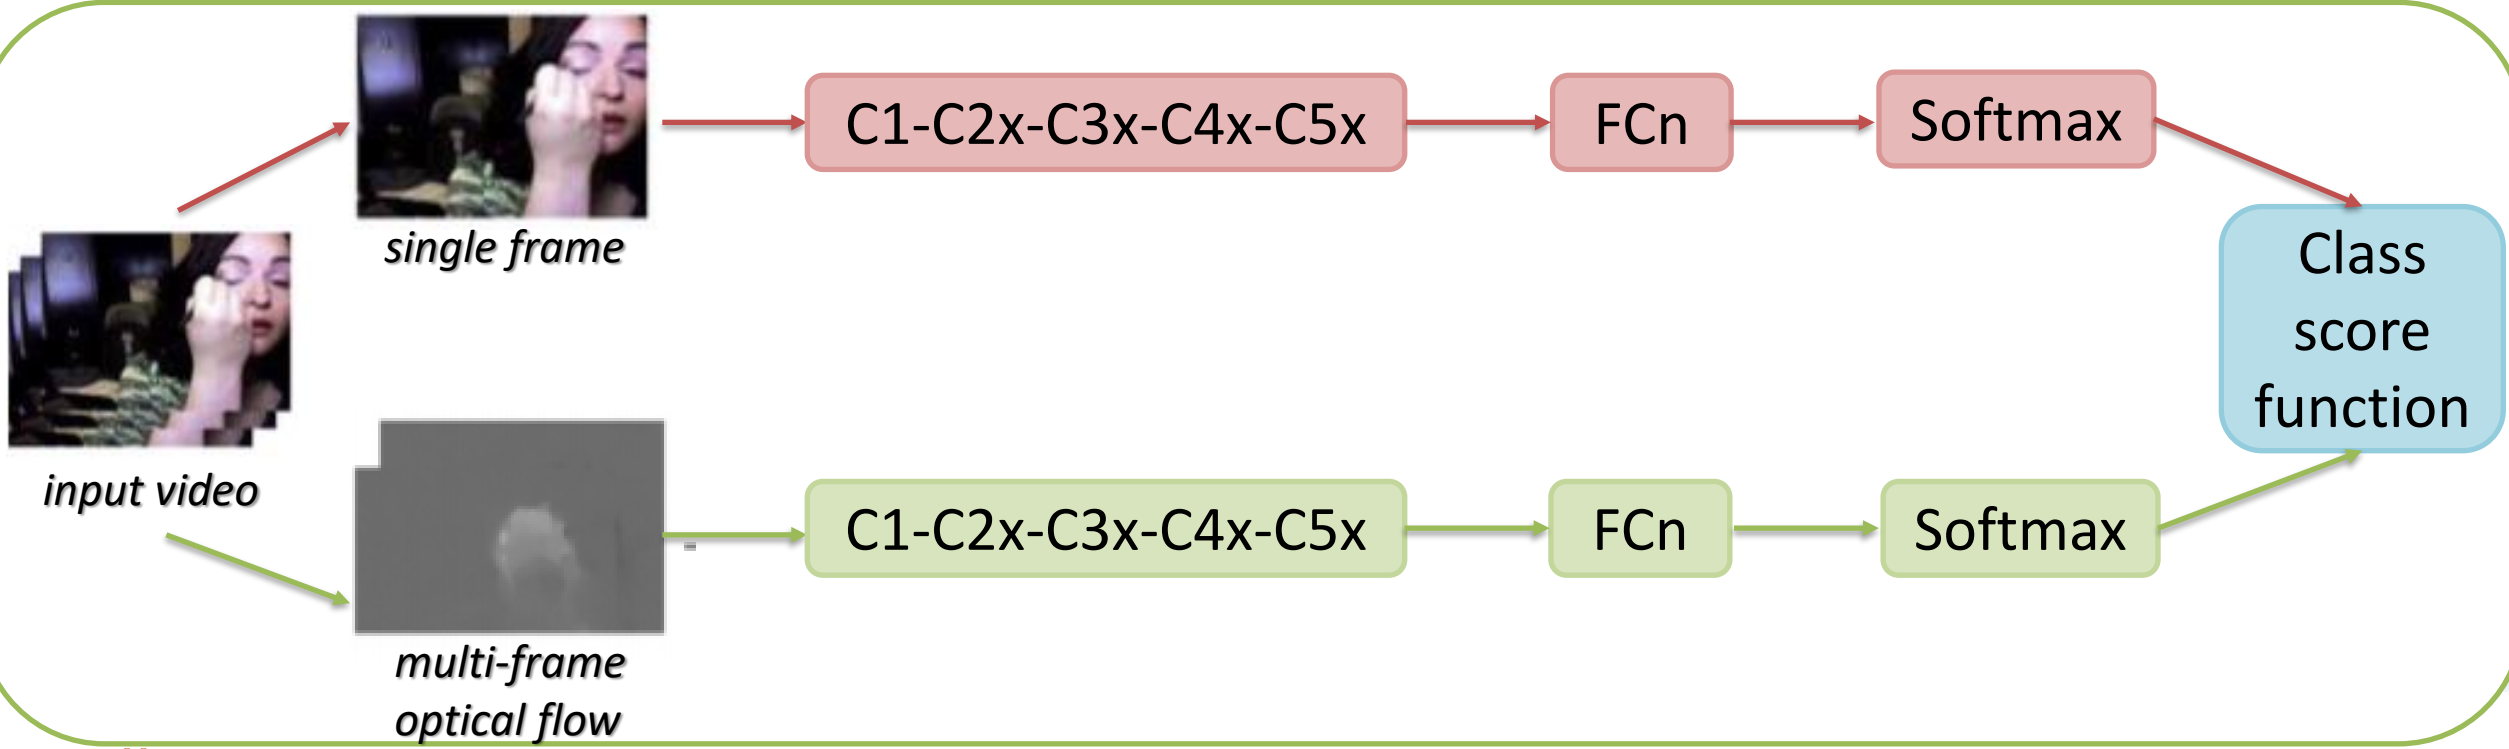 single frame
C1-C2x-C3x-C4x-C5x
FCn
Softmax
input video
Class
score
function
multi-frame
optical flow
C1-C2x-C3x-C4x-C5x
FCn
Softmax